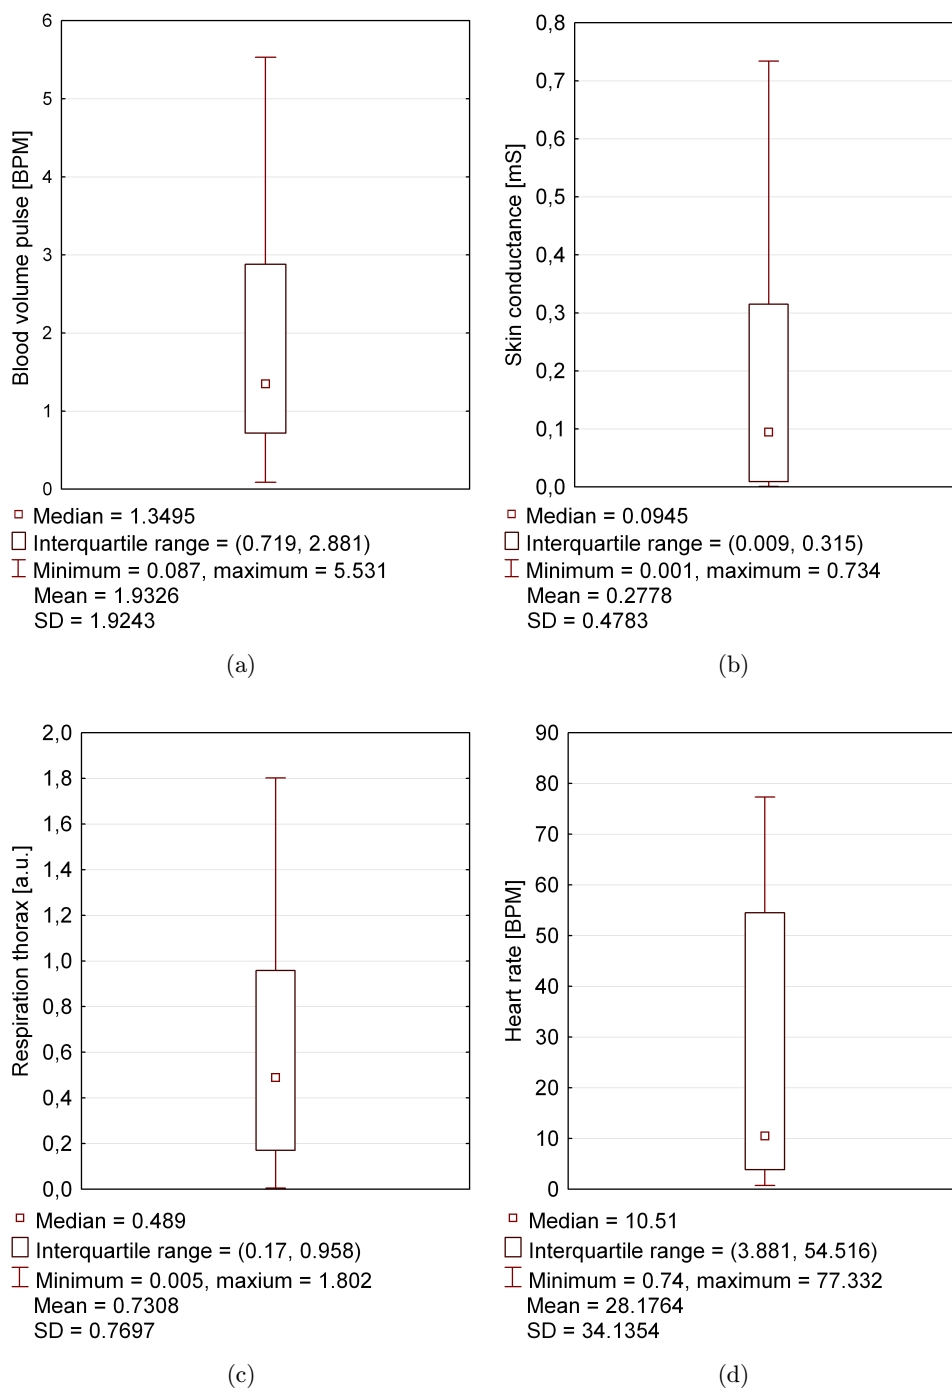 Blood volume pulse [BPM]
6
5
4
3
2
1
0
Median = 1.3495
Interquartile range = (0.719, 2.881)
Minimum = 0.087, maximum = 5.531
Mean = 1.9326
SD = 1.9243
(a)
Skin conductance [mS]
0,8
0,7
0,6
0,5
0,4
0,3
0,2
0,1
0,0
Median = 0.0945
Interquartile range = (0.009, 0.315)
Minimum = 0.001, maximum = 0.734
Mean = 0.2778
SD = 0.4783
(b)
Respiration thorax [a.u.]
2,0
1,8
1,6
1,4
1,2
1,0
0,8
0,6
0,4
0,2
0,0
Median = 0.489
Interquartile range = (0.17, 0.958)
Minimum = 0.005, maxium = 1.802
Mean = 0.7308
SD = 0.7697
(c)
Heart rate [BPM]
90
80
70
60
50
40
30
20
10
0
Median = 10.51
Interquartile range = (3.881, 54.516)
Minimum = 0.74, maximum = 77.332
Mean = 28.1764
SD = 34.1354
(d)